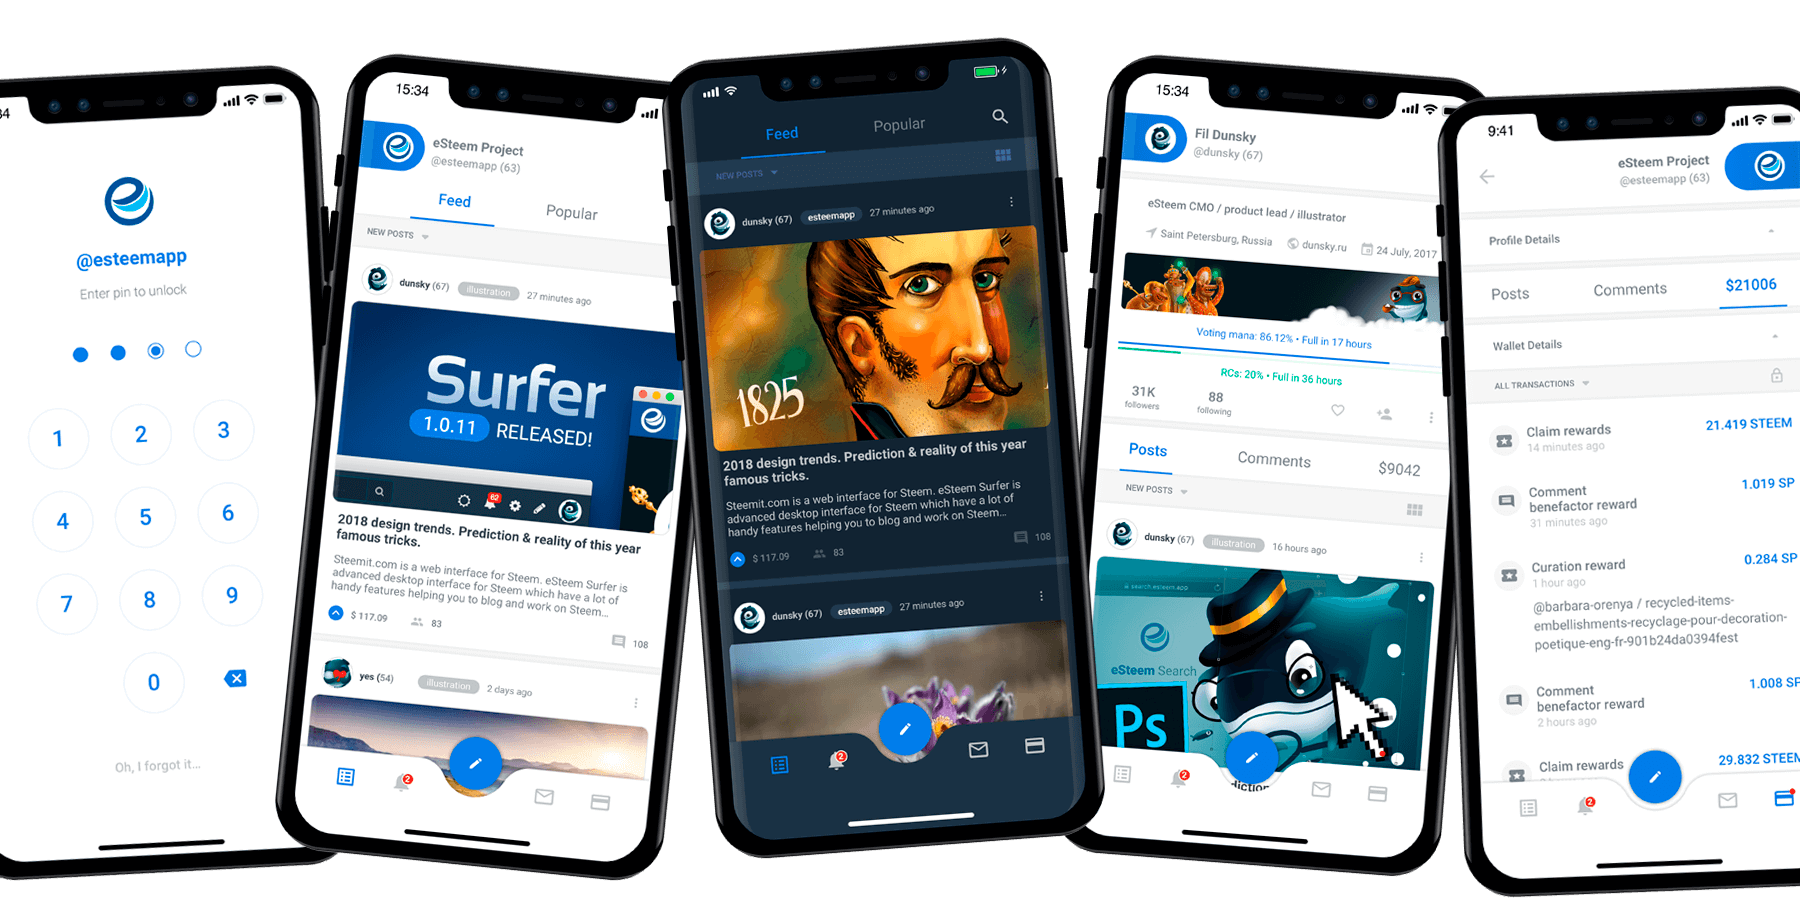 34
@esteemapp
Enter pin to unlock
1 2 3
4 5 6
7 8 9
0
Oh, I forgot it...
15:34
eSteem Project
@esteemapp (63)
Feed Popular
NEW POSTS
dunsky (67) illustration 27 minutes ago
Surfer
1.0.11 RELEASED!
62
2018 design trends. Prediction & reality of this year
famous tricks.
Steemit.com is a web interface for Steem. eSteem Surfer is
advanced desktop interface for Steem which have a lot of
handy features helping you to blog and work on Steem...
$ 117.09 83 108
yes (54) illustration 2 days ago
2
Feed Popular
NEW POSTS
dunsky (67) esteemapp 27 minutes ago
1825
2018 design trends. Prediction & reality of this year
famous tricks.
Steemit.com is a web interface for Steem. eSteem Surfer is
advanced desktop interface for Steem which have a lot of
handy features helping you to blog and work on Steem...
$ 117.09 83 108
dunsky (67) esteemapp 27 minutes ago
2
15:34
Fil Dunsky
@dunsky (67)
eSteem CMO / product lead / illustrator
Saint Petersburg, Russia dunsky.ru 24 July, 2017
Voting mana: 86.12% • Full in 17 hours
RCs: 20% • Full in 36 hours
31K 88
followers following
Posts Comments $9042
NEW POSTS
dunsky (67) illustration 16 hours ago
search.esteem.app
eSteem Search
Ps
diction
2
9:41
eSteem Project
@esteemapp (63)
Profile Details
Posts Comments $21006
Wallet Details
ALL TRANSACTIONS
Claim rewards 21.419 STEEM
14 minutes ago
Comment 1.019 SP
benefactor reward
31 minutes ago
Curation reward 0.284 SP
1 hour ago
@barbara-orenya / recycled-items-
embellishments-recyclage-pour-decoration-
poetique-eng-fr-901b24da0394fest
Comment 1.008 SP
benefactor reward
2 hours ago
Claim rewards 29.832 STEEM
2